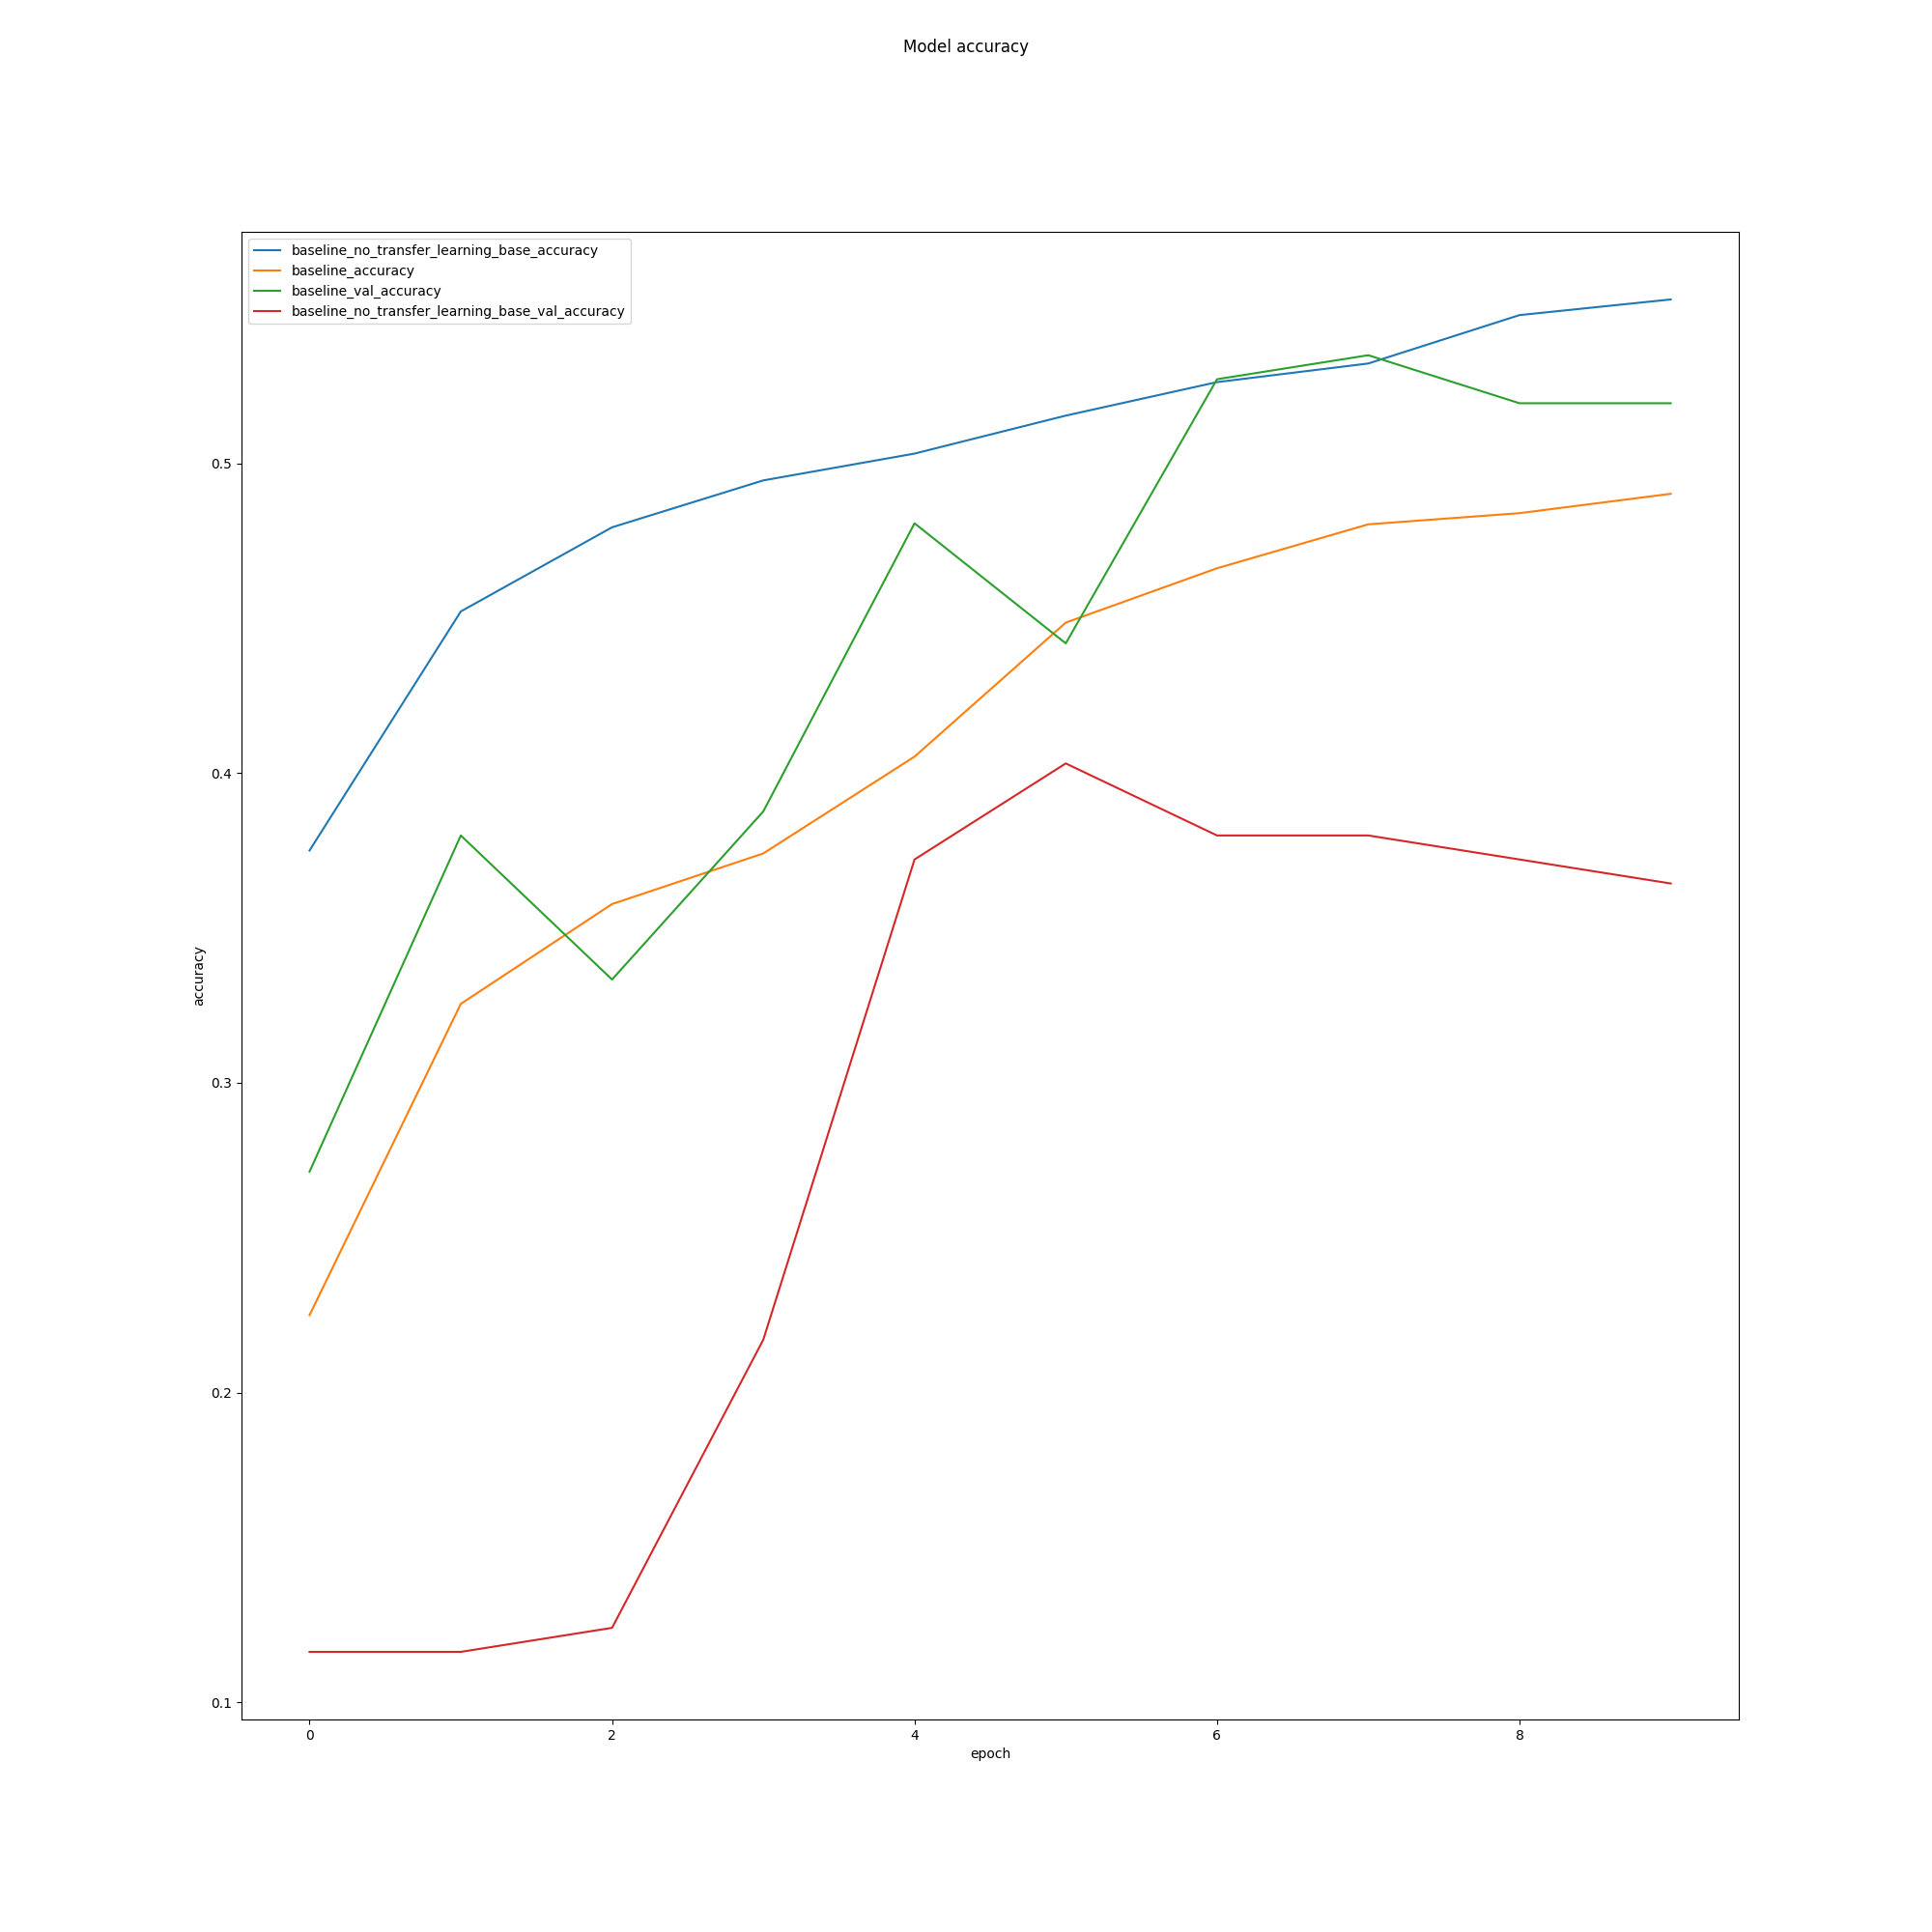 Model accuracy
baseline_no_transfer_learning_base_accuracy
baseline_accuracy
baseline_val_accuracy
baseline_no_transfer_learning_base_val_accuracy
0.5
0.4
0.3
0.2
0.1
accuracy
0 2 4 6 8
epoch